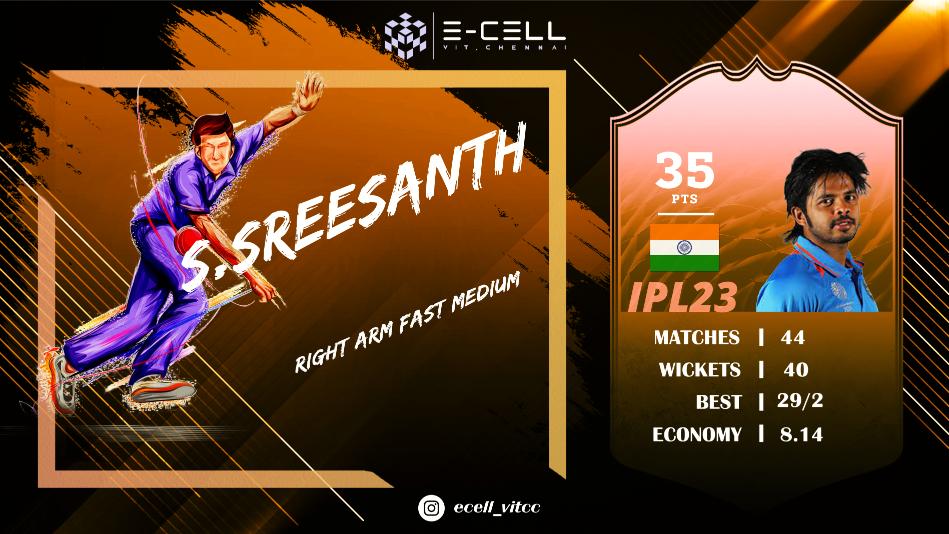 E-CELL
VIT, CHENNAI
S.SREESANTH
RIGHT ARM FAST MEDIUM
35
PTS
IPL23
MATCHES | 44
WICKETS | 40
BEST | 29/2
ECONOMY | 8.14
ecell_vitcc